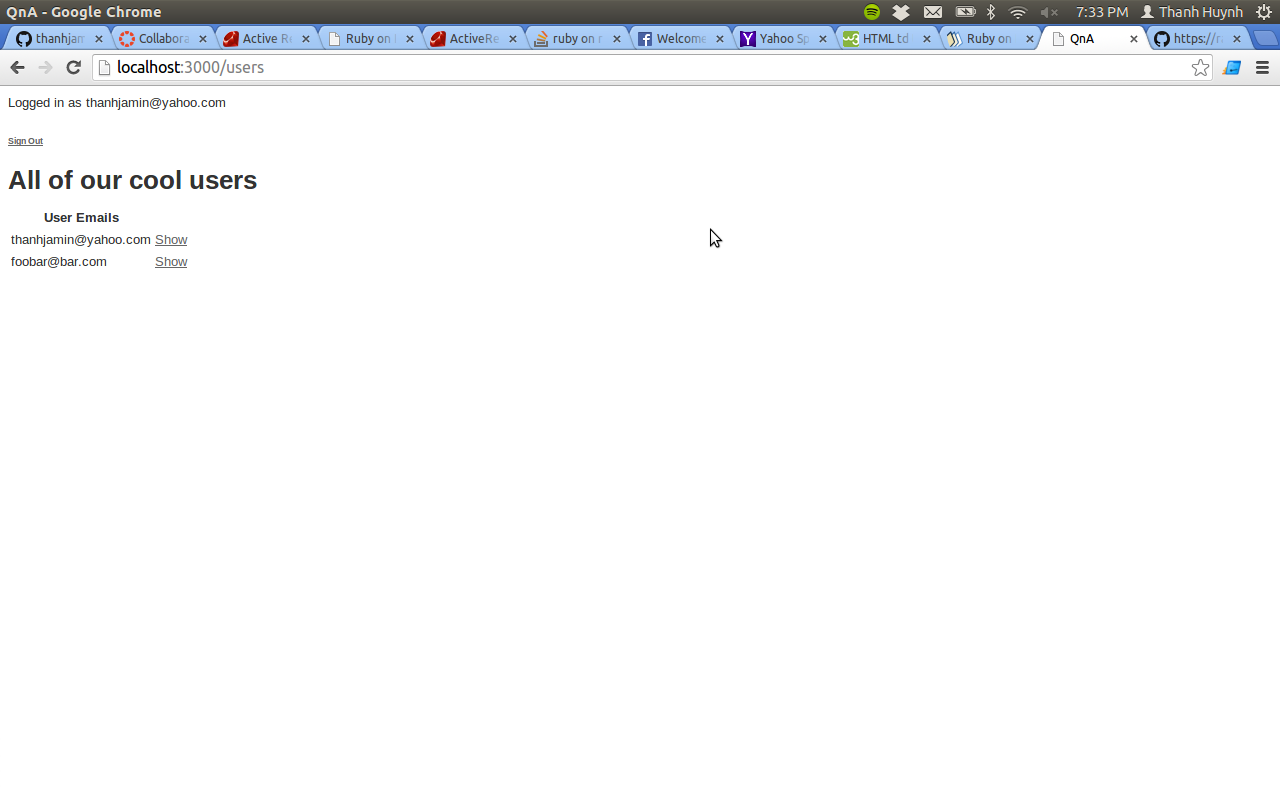 QnA - Google Chrome
7:33 PM Thanh Huynh
thanhjam
Collabora
Active Re
Ruby on
ActiveRe
ruby on r
Welcome
Yahoo Sp
HTML td
Ruby on
QnA
https://r
localhost:3000/users
Logged in as thanhjamin@yahoo.com
Sign Out
All of our cool users
User Emails
thanhjamin@yahoo.com Show
foobar@bar.com Show